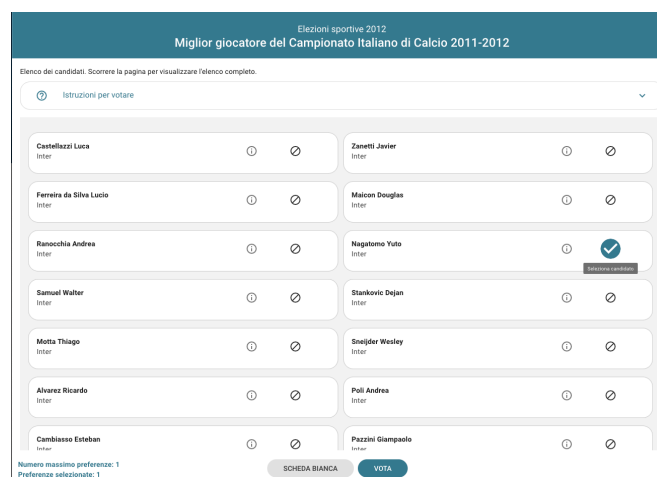 Elezioni sportive 2012
Miglior giocatore del Campionato Italiano di Calcio 2011-2012
Elenco dei candidati. Scorrere la pagina per visualizzare l'elenco completo.
Istruzioni per votare
Castellazzi Luca
Inter
Zanetti Javier
Inter
Ferreira da Silva Lucio
Inter
Maicon Douglas
Inter
Ranocchia Andrea
Inter
Nagatomo Yuto
Inter
Seleziona candidato
Samuel Walter
Inter
Stankovic Dejan
Inter
Motta Thiago
Inter
Sneijder Wesley
Inter
Alvarez Ricardo
Inter
Poli Andrea
Inter
Cambiasso Esteban
Inter
Pazzini Giampaolo
Inter
Numero massimo preferenze: 1
Preferenze selezionate: 1
SCHEDA BIANCA
VOTA